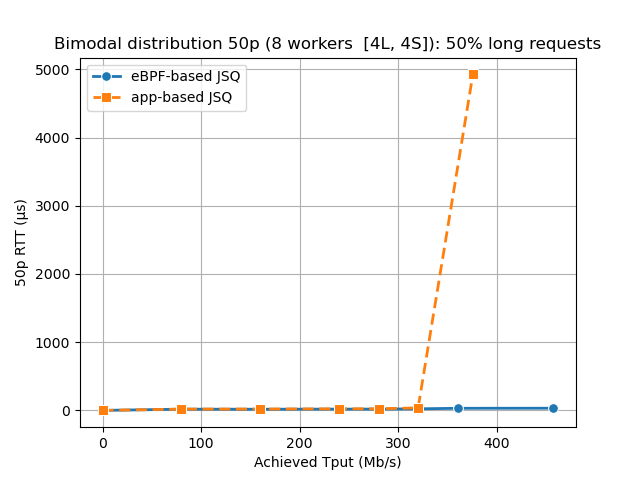 Bimodal distribution 50p (8 workers  [4L, 4S]): 50% long requests
eBPF-based JSQ
app-based JSQ
5000
4000
3000
2000
1000
0
50p RTT (µs)
0 100 200 300 400
Achieved Tput (Mb/s)